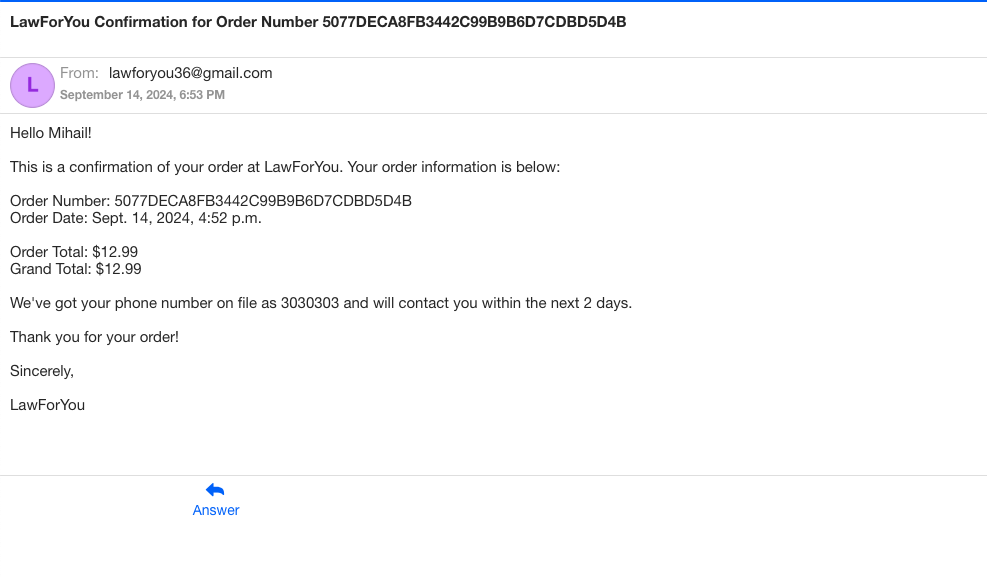 LawForYou Confirmation for Order Number 5077DECA8FB3442C99B9B6D7CDBD5D4B
L
From: lawforyou36@gmail.com
September 14, 2024, 6:53 PM
Hello Mihail!
This is a confirmation of your order at LawForYou. Your order information is below:
Order Number: 5077DECA8FB3442C99B9B6D7CDBD5D4B
Order Date: Sept. 14, 2024, 4:52 p.m.
Order Total: $12.99
Grand Total: $12.99
We've got your phone number on file as 3030303 and will contact you within the next 2 days.
Thank you for your order!
Sincerely,
LawForYou
Answer